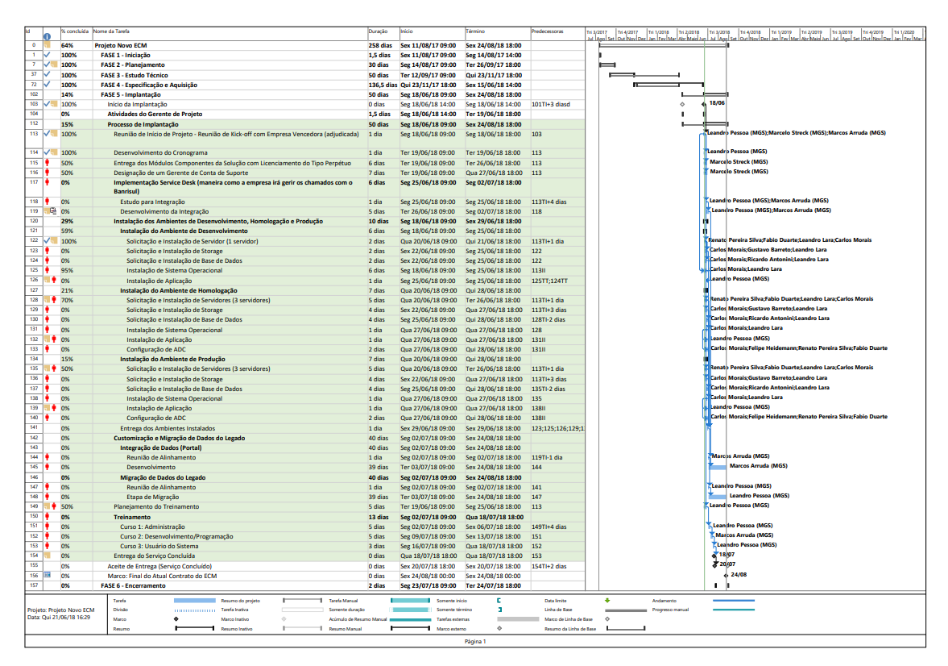 Id % concluída Nome da Tarefa Duração Início Término Predecessoras Tri 3/2017 Tri 4/2017 Tri 1/2018 Tri 2/2018 Tri 3/2018 Tri 4/2018 Tri 1/2019 Tri 2/2019 Tri 3/2019 Tri 4/2019 Tri 1/2020
0 64% Projeto Novo ECM 258 dias Sex 11/08/17 09:00 Sex 24/08/18 18:00
1 100% FASE 1 - Iniciação 1,5 dias Sex 11/08/17 09:00 Seg 14/08/17 14:00
7 100% FASE 2 - Planejamento 30 dias Seg 14/08/17 09:00 Ter 26/09/17 18:00
37 100% FASE 3 - Estudo Técnico 50 dias Ter 12/09/17 09:00 Qui 23/11/17 18:00
72 100% FASE 4 - Especificação e Aquisição 136,5 dias Qui 23/11/17 18:00 Sex 15/06/18 14:00
102 14% FASE 5 - Implantação 50 dias Seg 18/06/18 09:00 Sex 24/08/18 18:00
103 100% Início da Implantação 0 dias Seg 18/06/18 14:00 Seg 18/06/18 14:00 101TI+3 diasd 18/06
104 0% Atividades do Gerente de Projeto 1,5 dias Seg 18/06/18 14:00 Ter 19/06/18 18:00
112 15% Processo de Implantação 50 dias Seg 18/06/18 09:00 Sex 24/08/18 18:00
113 100% Reunião de Início de Projeto - Reunião de Kick-off com Empresa Vencedora (adjudicada) 1 dia Seg 18/06/18 09:00 Seg 18/06/18 18:00 103 Leandro Pessoa (MGS);Marcelo Streck (MGS);Marcos Arruda (MGS)
114 100% Desenvolvimento do Cronograma 1 dia Ter 19/06/18 09:00 Ter 19/06/18 18:00 113 Leandro Pessoa (MGS)
115 50% Entrega dos Módulos Componentes da Solução com Licenciamento do Tipo Perpétuo 6 dias Ter 19/06/18 09:00 Ter 26/06/18 18:00 113 Marcelo Streck (MGS)
116 50% Designação de um Gerente de Conta de Suporte 7 dias Ter 19/06/18 09:00 Qua 27/06/18 18:00 113 Marcelo Streck (MGS)
117 0% Implementação Service Desk (maneira como a empresa irá gerir os chamados com o
Banrisul) 6 dias Seg 25/06/18 09:00 Seg 02/07/18 18:00
118 0% Estudo para Integração 1 dia Seg 25/06/18 09:00 Seg 25/06/18 18:00 113TI+4 dias Leandro Pessoa (MGS);Marcos Arruda (MGS)
119 0% Desenvolvimento da Integração 5 dias Ter 26/06/18 09:00 Seg 02/07/18 18:00 118 Leandro Pessoa (MGS);Marcos Arruda (MGS)
120 29% Instalação dos Ambientes de Desenvolvimento, Homologação e Produção 10 dias Seg 18/06/18 09:00 Sex 29/06/18 18:00
121 59% Instalação do Ambiente de Desenvolvimento 6 dias Seg 18/06/18 09:00 Seg 25/06/18 18:00
122 100% Solicitação e Instalação de Servidor (1 servidor) 2 dias Qua 20/06/18 09:00 Qui 21/06/18 18:00 113TI+1 dia Renato Pereira Silva;Fabio Duarte;Leandro Lara;Carlos Morais
123 0% Solicitação e Instalação do Storage 2 dias Sex 22/06/18 09:00 Seg 25/06/18 18:00 122 Carlos Morais;Gustavo Barreto;Leandro Lara
124 0% Solicitação e Instalação de Base de Dados 2 dias Sex 22/06/18 09:00 Seg 25/06/18 18:00 122 Carlos Morais;Ricardo Antonini;Leandro Lara
125 95% Instalação de Sistema Operacional 6 dias Seg 18/06/18 09:00 Seg 25/06/18 18:00 113II Carlos Morais;Leandro Lara
126 0% Instalação de Aplicação 1 dia Seg 25/06/18 09:00 Seg 25/06/18 18:00 125TT;124TT Leandro Pessoa (MGS)
127 21% Instalação do Ambiente de Homologação 7 dias Qua 20/06/18 09:00 Qui 28/06/18 18:00
128 70% Solicitação e Instalação de Servidores (3 servidores) 5 dias Qua 20/06/18 09:00 Ter 26/06/18 18:00 113TI+1 dia Renato Pereira Silva;Fabio Duarte;Leandro Lara;Carlos Morais
129 0% Solicitação e Instalação de Storage 4 dias Sex 22/06/18 09:00 Qua 27/06/18 18:00 113TI+3 dias Carlos Morais;Gustavo Barreto;Leandro Lara
130 0% Solicitação e Instalação de Base de Dados 4 dias Seg 25/06/18 09:00 Qui 28/06/18 18:00 128TI-2 dias Carlos Morais;Ricardo Antonini;Leandro Lara
131 0% Instalação de Sistema Operacional 1 dia Qua 27/06/18 09:00 Qua 27/06/18 18:00 128 Carlos Morais;Leandro Lara
132 0% Instalação de Aplicação 1 dia Qua 27/06/18 09:00 Qua 27/06/18 18:00 131II Leandro Pessoa (MGS)
133 0% Configuração de ADC 2 dias Qua 27/06/18 09:00 Qui 28/06/18 18:00 131II Carlos Morais;Felipe Heidemann;Renato Pereira Silva;Fabio Duarte
134 15% Instalação do Ambiente de Produção 7 dias Qua 20/06/18 09:00 Qui 28/06/18 18:00
135 50% Solicitação e Instalação de Servidores (3 servidores) 5 dias Qua 20/06/18 09:00 Ter 26/06/18 18:00 113TI+1 dia Renato Pereira Silva;Fabio Duarte;Leandro Lara;Carlos Morais
136 0% Solicitação e Instalação de Storage 4 dias Sex 22/06/18 09:00 Qua 27/06/18 18:00 113TI+3 dias Carlos Morais;Gustavo Barreto;Leandro Lara
137 0% Solicitação e Instalação de Base de Dados 4 dias Seg 25/06/18 09:00 Qui 28/06/18 18:00 135TI-2 dias Carlos Morais;Ricardo Antonini;Leandro Lara
138 0% Instalação de Sistema Operacional 1 dia Qua 27/06/18 09:00 Qua 27/06/18 18:00 135 Carlos Morais;Leandro Lara
139 0% Instalação de Aplicação 1 dia Qua 27/06/18 09:00 Qua 27/06/18 18:00 138II Leandro Pessoa (MGS)
140 0% Configuração de ADC 2 dias Qua 27/06/18 09:00 Qui 28/06/18 18:00 138II Carlos Morais;Felipe Heidemann;Renato Pereira Silva;Fabio Duarte
141 0% Entrega dos Ambientes Instalados Sex 29/06/18 09:00 Sex 29/06/18 18:00 123;125;126;129;1
142 0% Customização e Migração de Dados do Legado 40 dias Seg 02/07/18 09:00 Sex 24/08/18 18:00
143 0% Integração de Dados (Portal) 40 dias Seg 02/07/18 09:00 Sex 24/08/18 18:00
144 0% Reunião de Alinhamento 1 dia Seg 02/07/18 09:00 Seg 02/07/18 18:00 119TI-1 dia Marcos Arruda (MGS)
145 0% Desenvolvimento 39 dias Ter 03/07/18 09:00 Sex 24/08/18 18:00 144 Marcos Arruda (MGS)
146 0% Migração de Dados do Legado 40 dias Seg 02/07/18 09:00 Sex 24/08/18 18:00
147 0% Reunião de Alinhamento 1 dia Seg 02/07/18 09:00 Seg 02/07/18 18:00 141 Leandro Pessoa (MGS)
148 0% Etapa de Migração 39 dias Ter 03/07/18 09:00 Sex 24/08/18 18:00 147 Leandro Pessoa (MGS)
149 50% Planejamento do Treinamento 5 dias Ter 19/06/18 09:00 Seg 25/06/18 18:00 113 Leandro Pessoa (MGS)
150 0% Treinamento 13 dias Seg 02/07/18 09:00 Qua 18/07/18 18:00
151 0% Curso 1: Administração 5 dias Seg 02/07/18 09:00 Sex 06/07/18 18:00 149TI+4 dias Leandro Pessoa (MGS)
152 0% Curso 2: Desenvolvimento/Programação 5 dias Seg 09/07/18 09:00 Sex 13/07/18 18:00 151 Leandro Pessoa (MGS)
153 0% Curso 3: Usuário do Sistema 3 dias Seg 16/07/18 09:00 Qua 18/07/18 18:00 152 Leandro Pessoa (MGS)
154 0% Entrega do Serviço Concluída 0 dias Qua 18/07/18 18:00 Qua 18/07/18 18:00 153 18/07
155 0% Aceite de Entrega (Serviço Concluído) 0 dias Sex 20/07/18 18:00 Sex 20/07/18 18:00 154TI+2 dias 20/07
156 0% Marco: Final do Atual Contrato do ECM 0 dias Sex 24/08/18 00:00 Sex 24/08/18 00:00 24/08
157 0% FASE 6 - Encerramento 2 dias Seg 23/07/18 09:00 Ter 24/07/18 18:00
Projeto: Projeto Novo ECM
Data: Qui 21/06/18 16:29
Tarefa Resumo do projeto Tarefa Manual Somente início Data limite Andamento
Divisão Tarefa Inativa Somente duração Somente término Linha de Base Progresso manual
Marco Marco Inativo Acúmulo de Resumo Manual Tarefas externas Marco de Linha de Base
Resumo Resumo Inativo Resumo Manual Marco externo Resumo da Linha de Base
Página 1